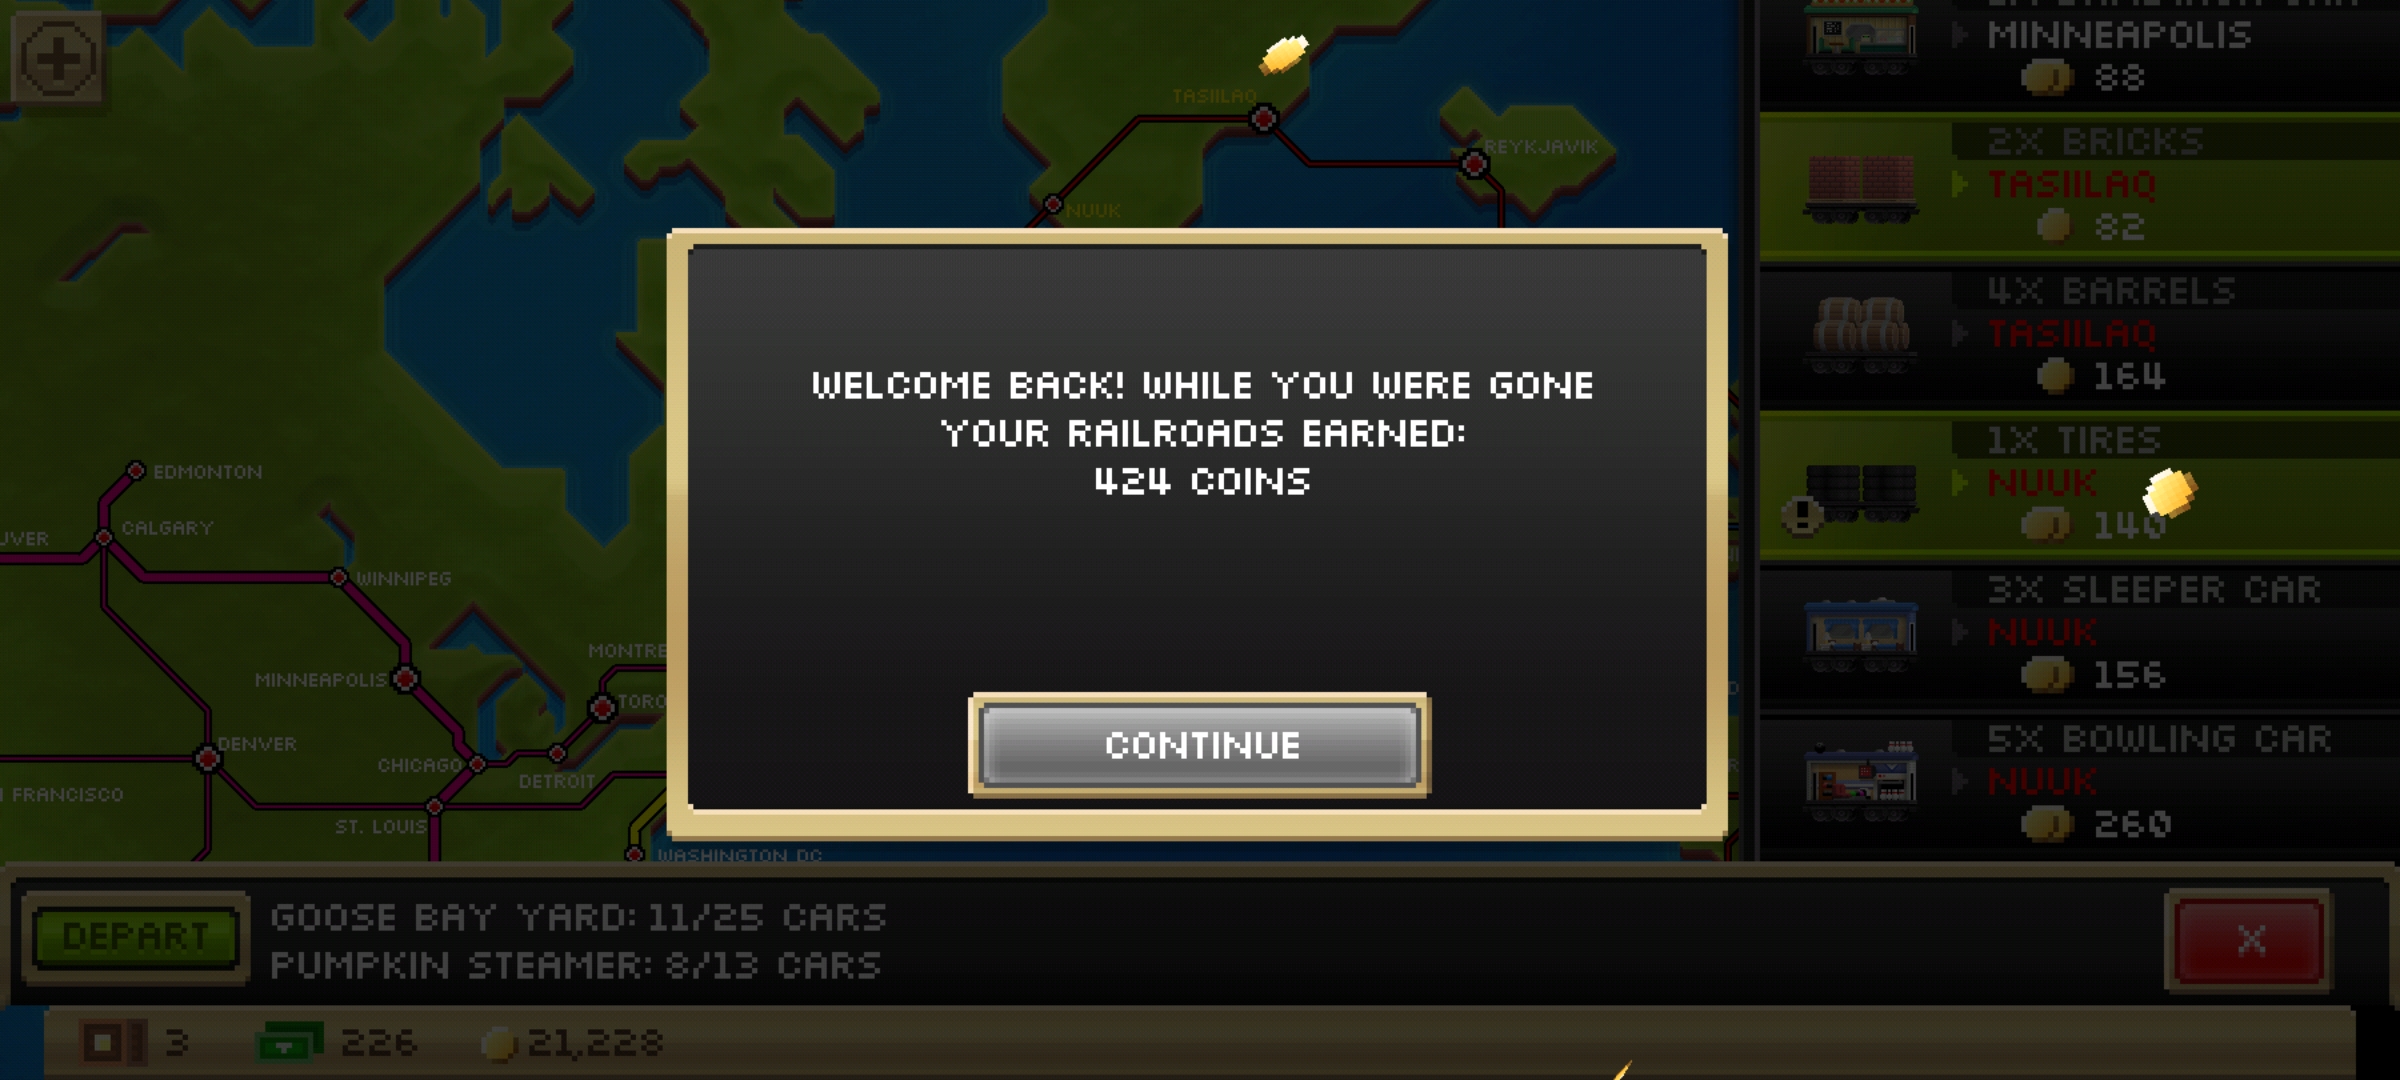 MINNEAPOLIS
88
2X BRICKS
TASIILAQ
82
4X BARRELS
TASIILAQ
164
1X TIRES
NUUK
140
3X SLEEPER CAR
NUUK
156
5X BOWLING CAR
NUUK
260
TASIILAQ
REYKJAVIK
NUUK
EDMONTON
CALGARY
WINNIPEG
MINNEAPOLIS
DENVER
CHICAGO
DETROIT
FRANCISCO
ST. LOUIS
WASHINGTON DC
WELCOME BACK! WHILE YOU WERE GONE
YOUR RAILROADS EARNED:
424 COINS
CONTINUE
DEPART
GOOSE BAY YARD: 11/25 CARS
PUMPKIN STEAMER: 8/13 CARS
X
3
226
21,228